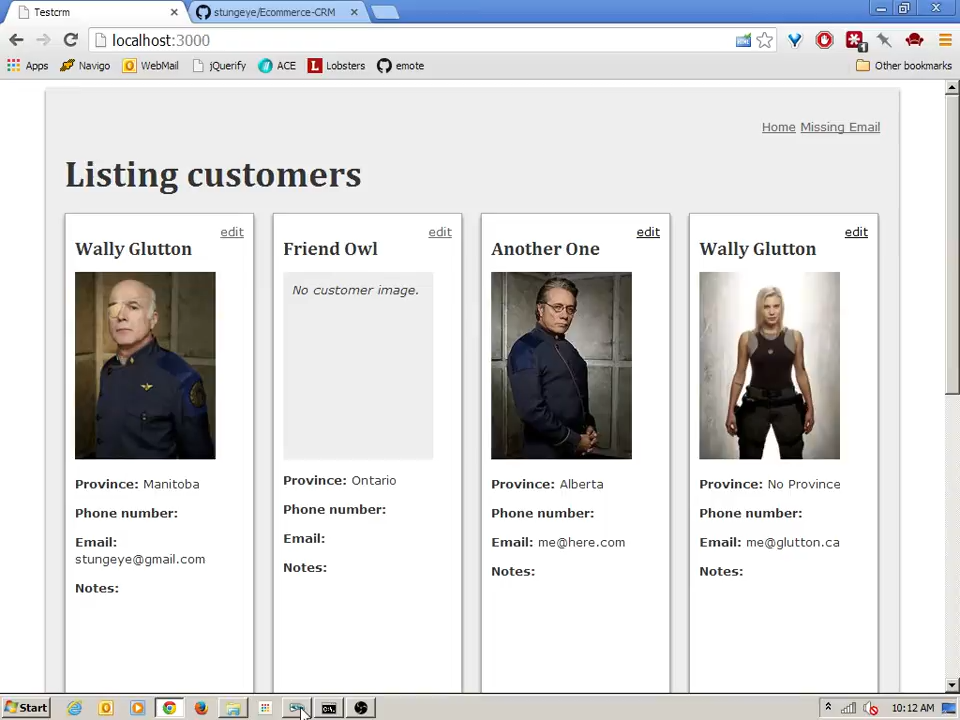 Testcrm
stungeye/Ecommerce-CRM
localhost:3000
1
Apps Navigo WebMail jQuerify ACE Lobsters emote Other bookmarks
Home Missing Email
Listing customers
edit edit edit edit
Wally Glutton Friend Owl Another One Wally Glutton
No customer image.
Province: Manitoba
Phone number:
Email:
stungeye@gmail.com
Notes:
Province: Ontario
Phone number:
Email:
Notes:
Province: Alberta
Phone number:
Email: me@here.com
Notes:
Province: No Province
Phone number:
Email: me@glutton.ca
Notes:
Start
10:12 AM